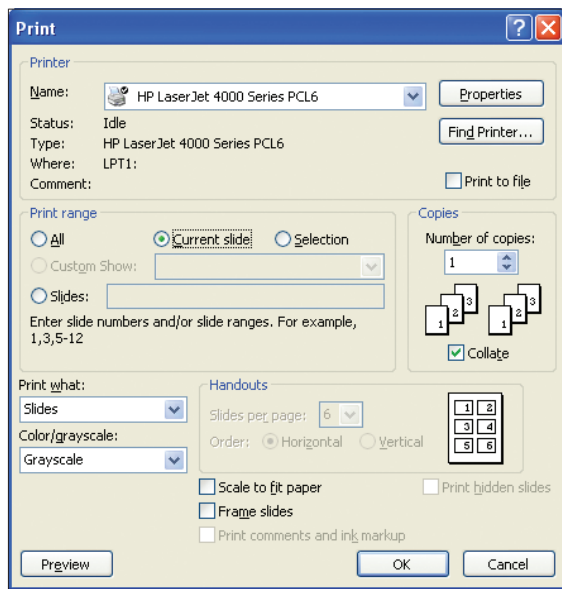 Print
Printer
Name: HP LaserJet 4000 Series PCL6 Properties
Status: Idle Find Printer...
Type: HP LaserJet 4000 Series PCL6
Where: LPT1:
Comment: Print to file
Print range
All Current slide Selection
Custom Show:
Slides:
Enter slide numbers and/or slide ranges. For example,
1,3,5-12
Copies
Number of copies:
1
1 2 3 1 2 3
Collate
Print what:
Slides
Color/grayscale:
Grayscale
Handouts
Slides per page: 6
Order: Horizontal Vertical
1 2
3 4
5 6
Scale to fit paper Print hidden slides
Frame slides
Print comments and ink markup
Preview OK Cancel